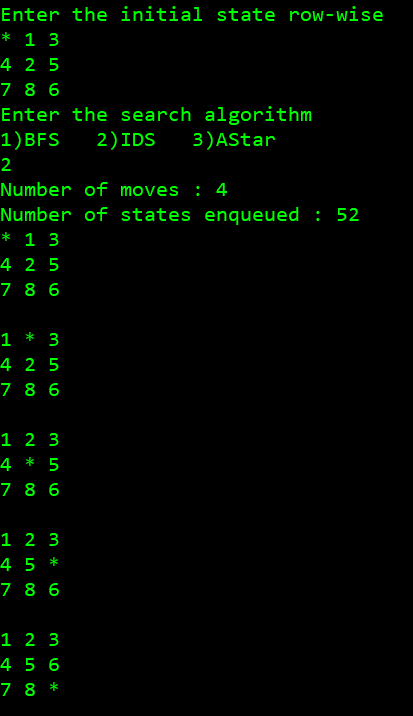 Enter the initial state row-wise
* 1 3
4 2 5
7 8 6
Enter the search algorithm
1)BFS   2)IDS   3)AStar
2
Number of moves : 4
Number of states enqueued : 52
* 1 3
4 2 5
7 8 6

1 * 3
4 2 5
7 8 6

1 2 3
4 * 5
7 8 6

1 2 3
4 5 *
7 8 6

1 2 3
4 5 6
7 8 *